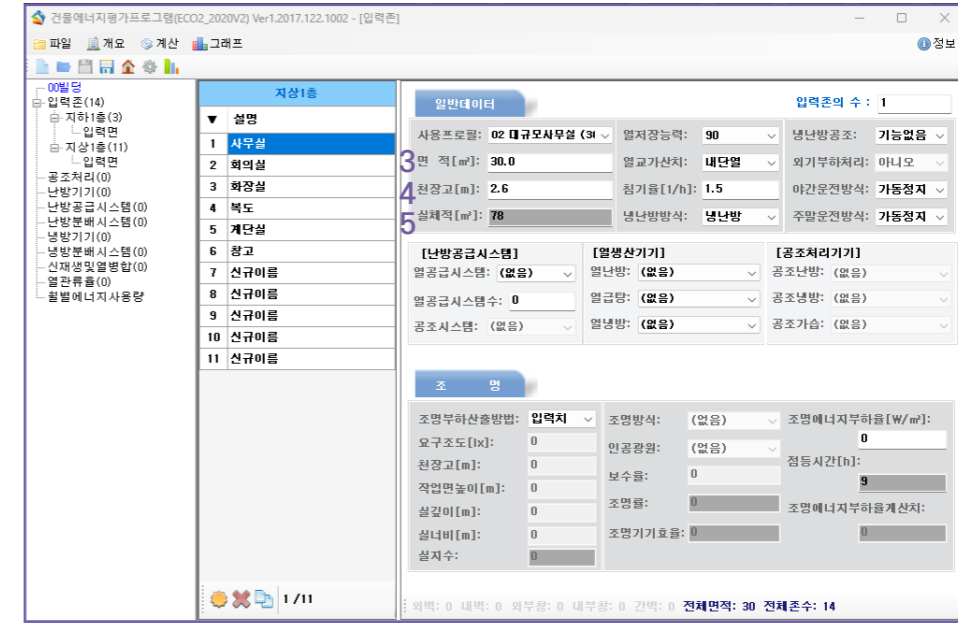 건물에너지평가프로그램(ECO2_2020V2) Ver1.2017.122.1002 - [입력존]
파일 개요 계산 그래프 정보
00빌딩
입력존(14)
지하1층(3)
입력면
지상1층(11)
입력면
공조처리(0)
난방기기(0)
난방공급시스템(0)
난방분배시스템(0)
냉방기기(0)
냉방분배시스템(0)
신재생및열병합(0)
열관류율(0)
월별에너지사용량
지상1층
▼ 설명
1 사무실
2 회의실
3 화장실
4 복도
5 계단실
6 창고
7 신규이름
8 신규이름
9 신규이름
10 신규이름
11 신규이름
1 /11
일반데이터 입력존의 수 : 1
사용프로필: 02 대규모사무실 (3( 열저장능력: 90 냉난방공조: 기능없음
3 면 적[㎡]: 30.0 열교가산치: 내단열 외기부하처리: 아니오
4 천장고[m]: 2.6 침기율[1/h]: 1.5 야간운전방식: 가동정지
5 실체적[㎥]: 78 냉난방방식: 냉난방 주말운전방식: 가동정지
[난방공급시스템] [열생산기기] [공조처리기기]
열공급시스템: (없음) 열난방: (없음) 공조난방: (없음)
열공급시스템수: 0 열급탕: (없음) 공조냉방: (없음)
공조시스템: (없음) 열냉방: (없음) 공조가습: (없음)
조 명
조명부하산출방법: 입력치 조명방식: (없음) 조명에너지부하율[W/㎡]:
요구조도[lx]: 0 인공광원: (없음) 0
천장고[m]: 0 보수율: 0 점등시간[h]:
작업면높이[m]: 0 9
실깊이[m]: 0 조명률: 0 조명에너지부하율계산치:
실너비[m]: 0 조명기기효율: 0 0
실지수: 0
외벽: 0 내벽: 0 외부창: 0 내부창: 0 간벽: 0 전체면적: 30 전체존수: 14